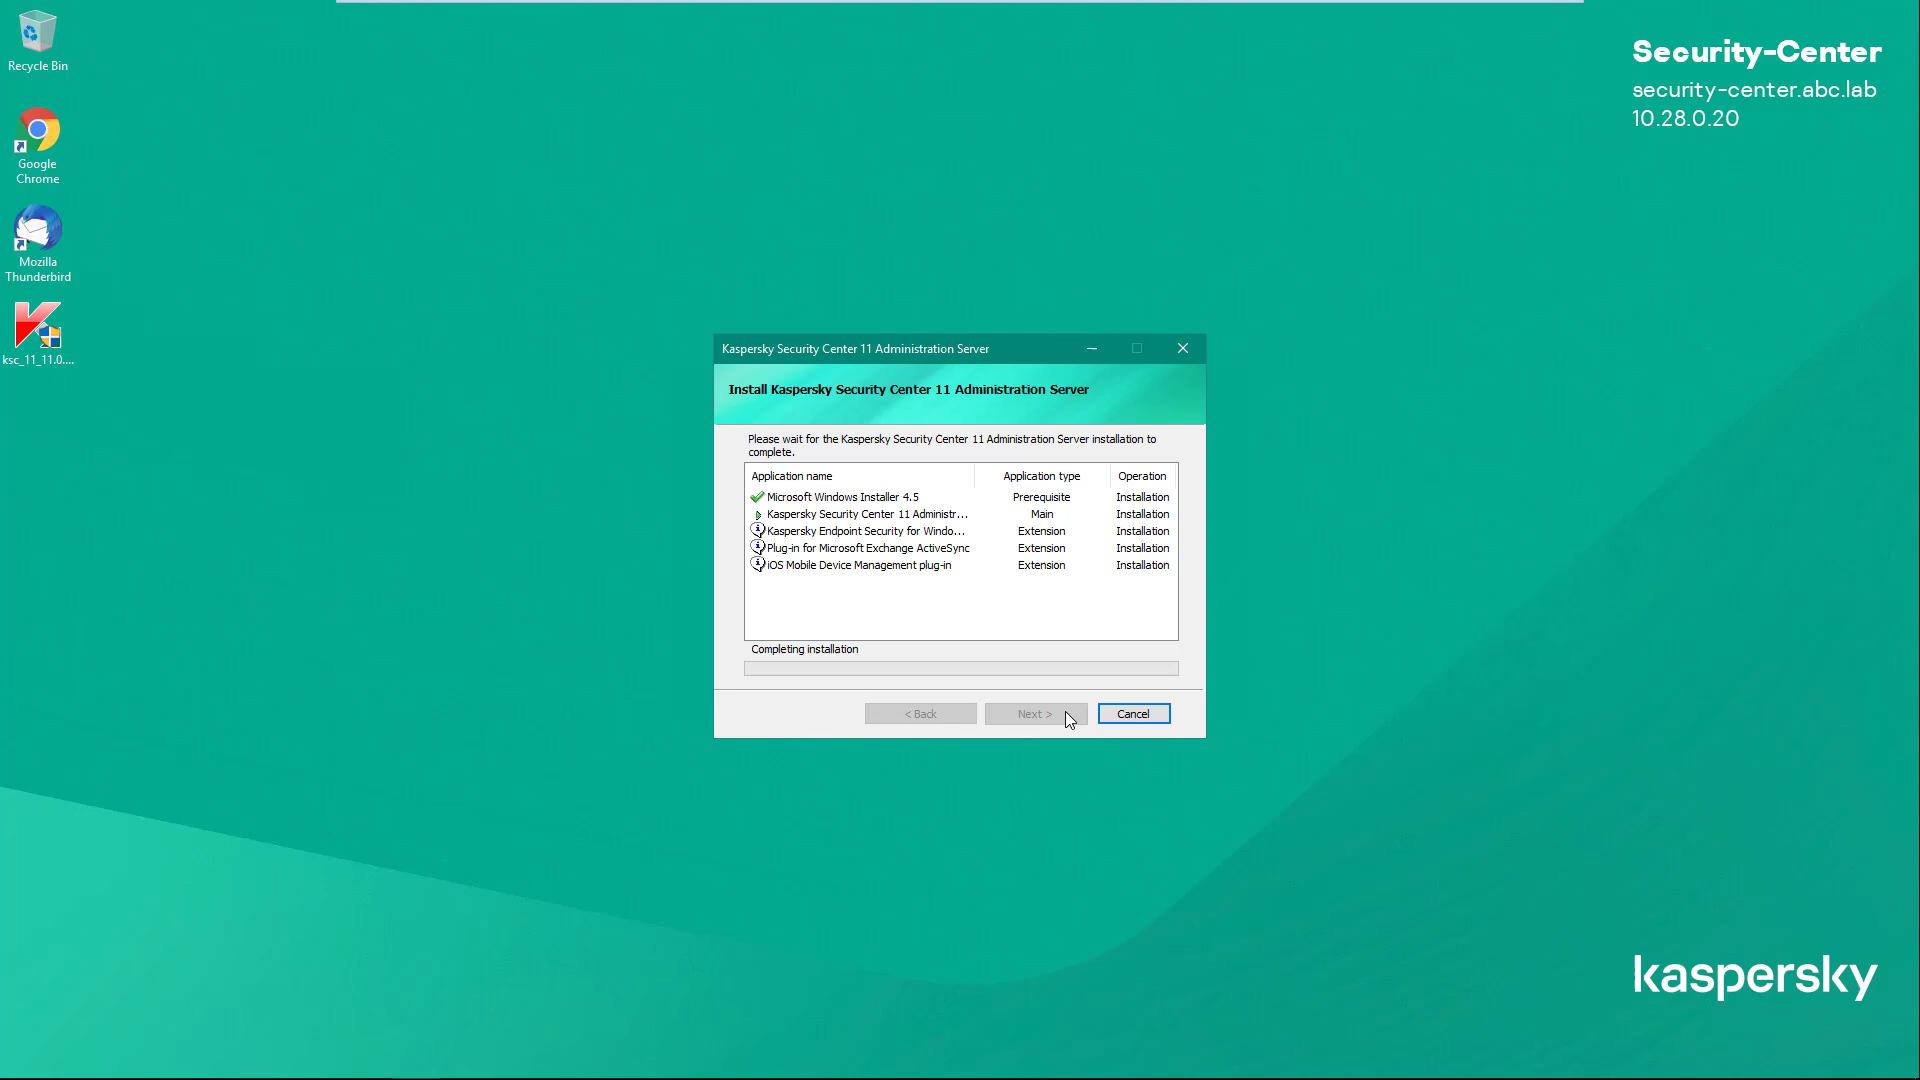 Recycle Bin
Google
Chrome
Mozilla
Thunderbird
ksc_11_11.0....
Security-Center
security-center.abc.lab
10.28.0.20
Kaspersky Security Center 11 Administration Server
Install Kaspersky Security Center 11 Administration Server
Please wait for the Kaspersky Security Center 11 Administration Server installation to
complete.
Application name Application type Operation
Microsoft Windows Installer 4.5 Prerequisite Installation
Kaspersky Security Center 11 Administr... Main Installation
Kaspersky Endpoint Security for Windo... Extension Installation
Plug-in for Microsoft Exchange ActiveSync Extension Installation
iOS Mobile Device Management plug-in Extension Installation
Completing installation
< Back Next > Cancel
kaspersky